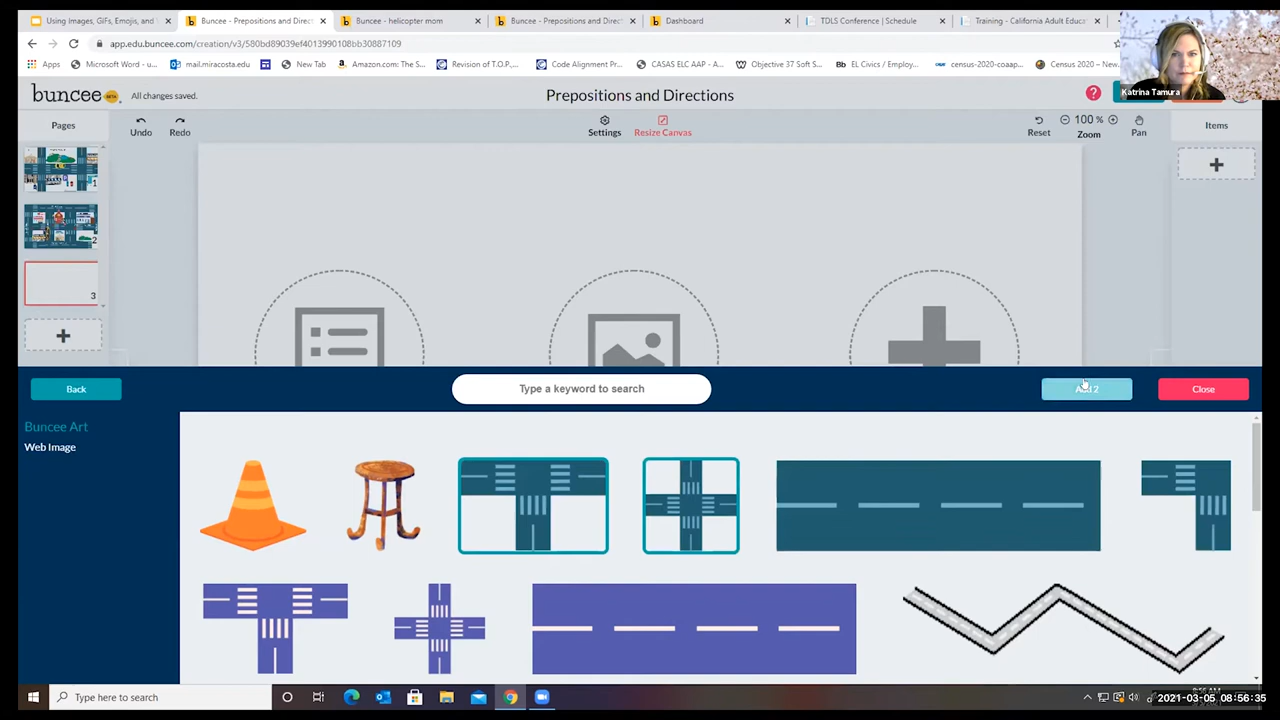 Using Images, GIFs, Emojis, and
Buncee - Prepositions and Direct
Buncee - helicopter mom
Buncee - Prepositions and Direct
Dashboard
TDLS Conference | Schedule
Training - California Adult Educa
app.edu.buncee.com/creation/v3/580bd89039ef4013990108bb30887109
Apps
Microsoft Word - u...
mail.miracosta.edu
New Tab
Amazon.com: The S...
Revision of T.O.P.,...
Code Alignment Pr...
CASAS ELC AAP - A...
Objective 37 Soft S...
Bb EL Civics / Employ...
census-2020-coaap...
Census 2020 – New...
Katrina Tamura
buncee BETA
All changes saved.
Prepositions and Directions
Pages
Undo
Redo
Settings
Resize Canvas
Reset
100 %
Zoom
Pan
Items
1
2
3
Back
Type a keyword to search
Add 2
Close
Buncee Art
Web Image
Type here to search
2021-03-05 08:56:35